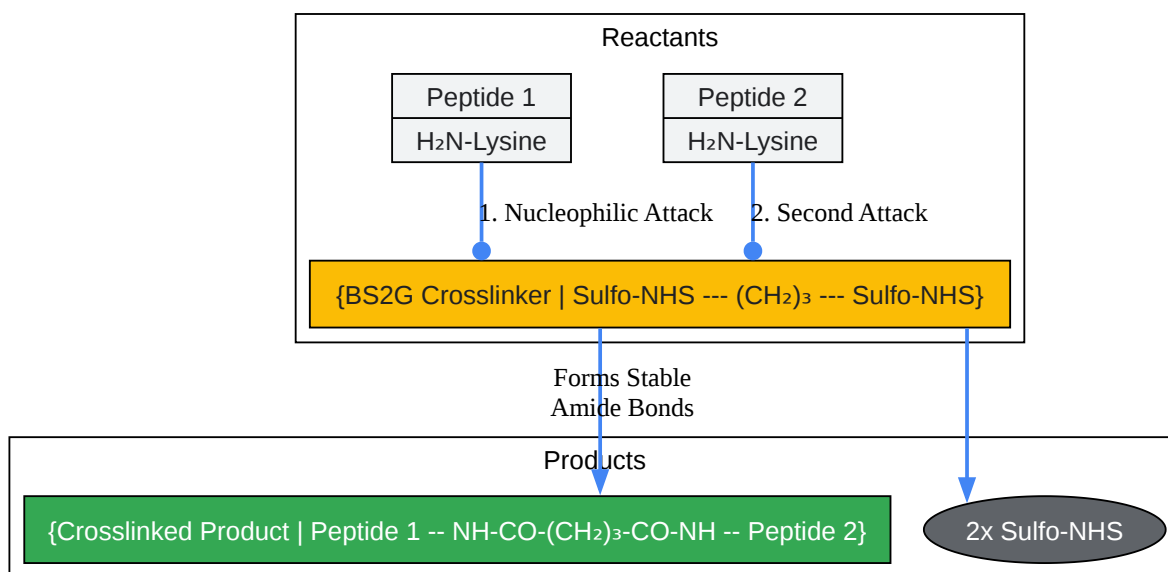 Reactants
Peptide 1
Peptide 2
H₂N-Lysine
H₂N-Lysine
1. Nucleophilic Attack
2. Second Attack
{BS2G Crosslinker | Sulfo-NHS --- (CH₂)₃ --- Sulfo-NHS}
Forms Stable
Amide Bonds
Products
{Crosslinked Product | Peptide 1 -- NH-CO-(CH₂)₃-CO-NH -- Peptide 2}
2x Sulfo-NHS